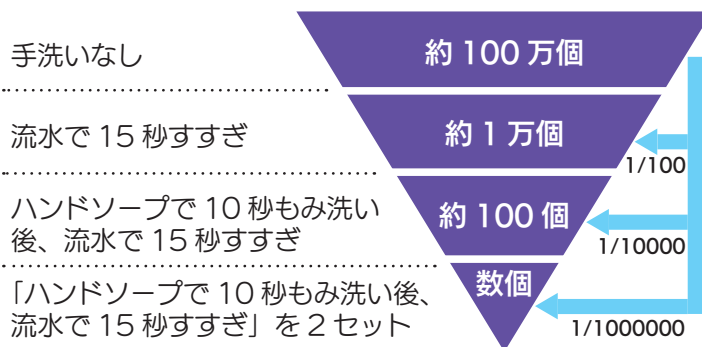 手洗いなし
約 100 万個
流水で 15 秒すすぎ
約 1 万個
1/100
ハンドソープで 10 秒もみ洗い
後、流水で 15 秒すすぎ
約 100 個
1/10000
「ハンドソープで 10 秒もみ洗い後、
流水で 15 秒すすぎ」を 2 セット
数個
1/1000000